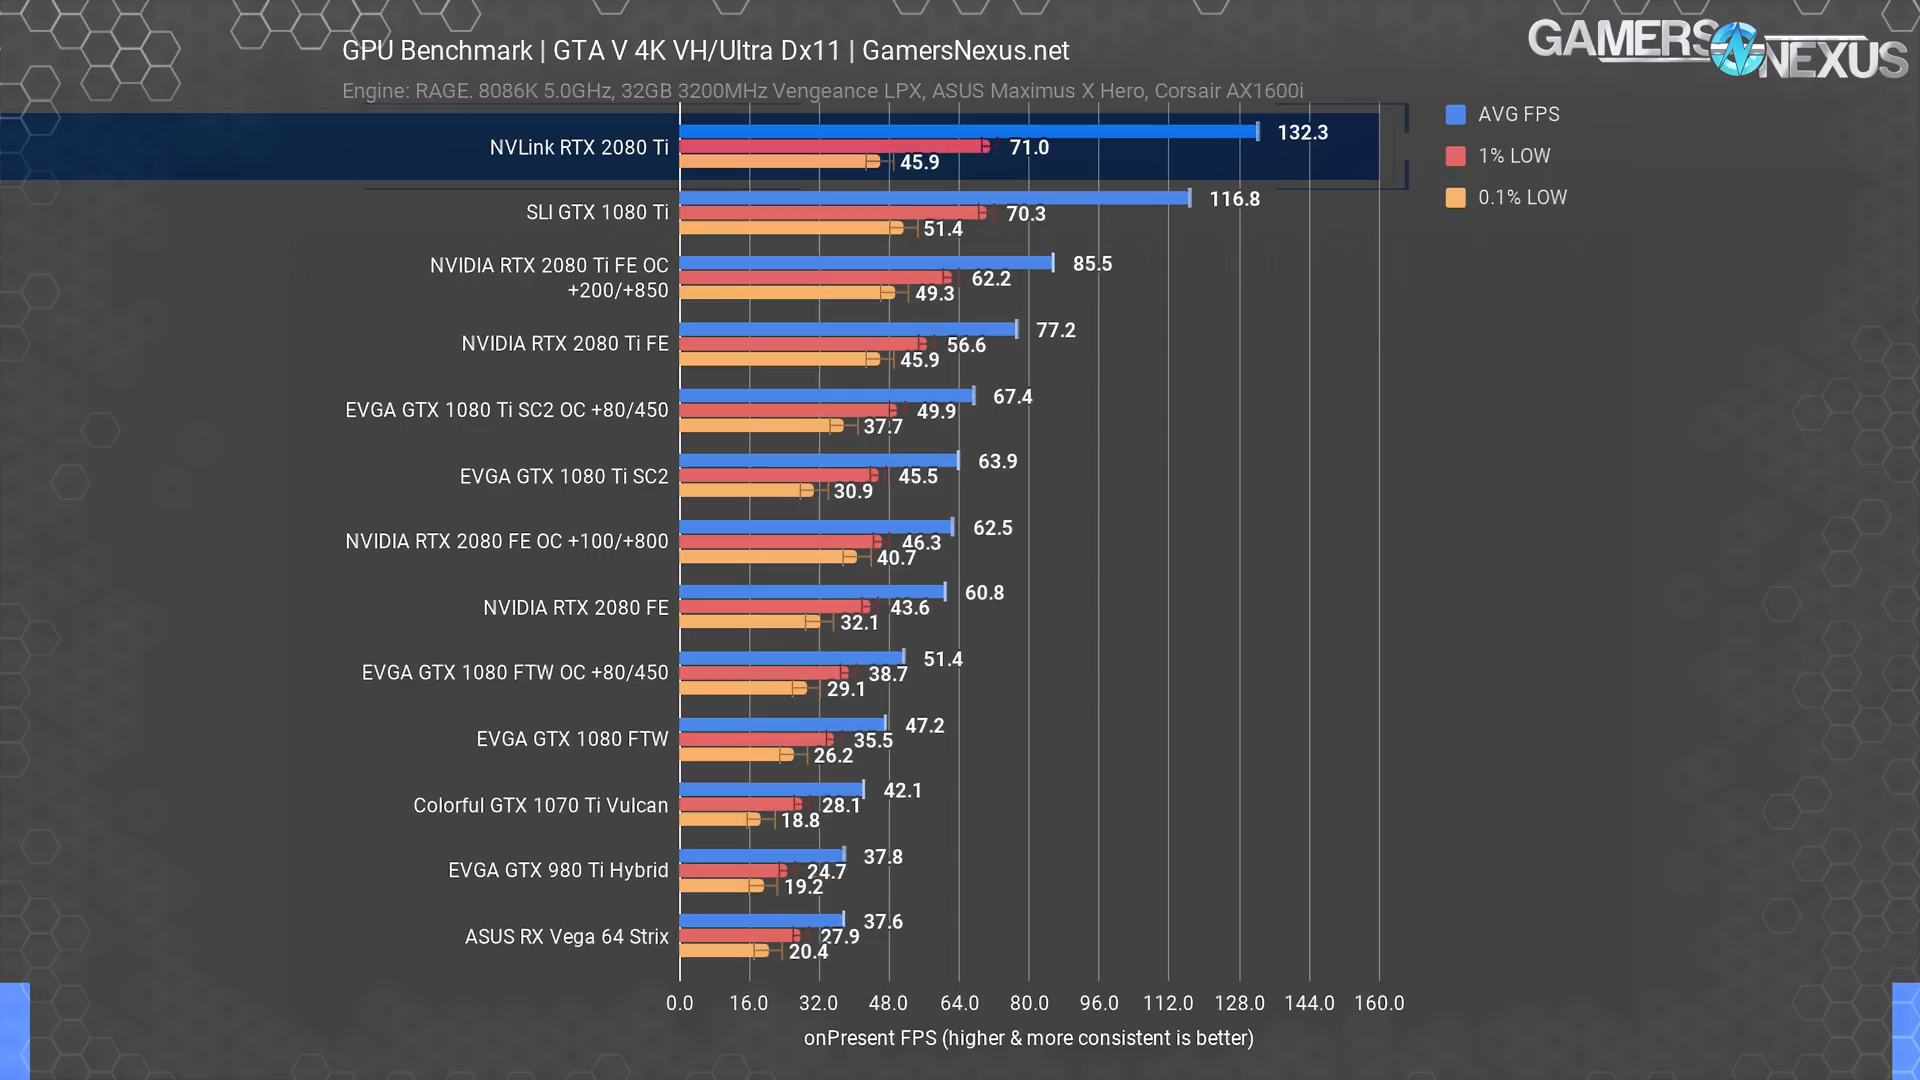 GPU Benchmark | GTA V 4K VH/Ultra Dx11 | GamersNexus.net
GAMERS NEXUS
Engine: RAGE. 8086K 5.0GHz, 32GB 3200MHz Vengeance LPX, ASUS Maximus X Hero, Corsair AX1600i
AVG FPS
1% LOW
0.1% LOW
NVLink RTX 2080 Ti
132.3
71.0
45.9
SLI GTX 1080 Ti
116.8
70.3
51.4
NVIDIA RTX 2080 Ti FE OC
+200/+850
85.5
62.2
49.3
NVIDIA RTX 2080 Ti FE
77.2
56.6
45.9
EVGA GTX 1080 Ti SC2 OC +80/450
67.4
49.9
37.7
EVGA GTX 1080 Ti SC2
63.9
45.5
30.9
NVIDIA RTX 2080 FE OC +100/+800
62.5
46.3
40.7
NVIDIA RTX 2080 FE
60.8
43.6
32.1
EVGA GTX 1080 FTW OC +80/450
51.4
38.7
29.1
EVGA GTX 1080 FTW
47.2
35.5
26.2
Colorful GTX 1070 Ti Vulcan
42.1
28.1
18.8
EVGA GTX 980 Ti Hybrid
37.8
24.7
19.2
ASUS RX Vega 64 Strix
37.6
27.9
20.4
0.0 16.0 32.0 48.0 64.0 80.0 96.0 112.0 128.0 144.0 160.0
onPresent FPS (higher & more consistent is better)